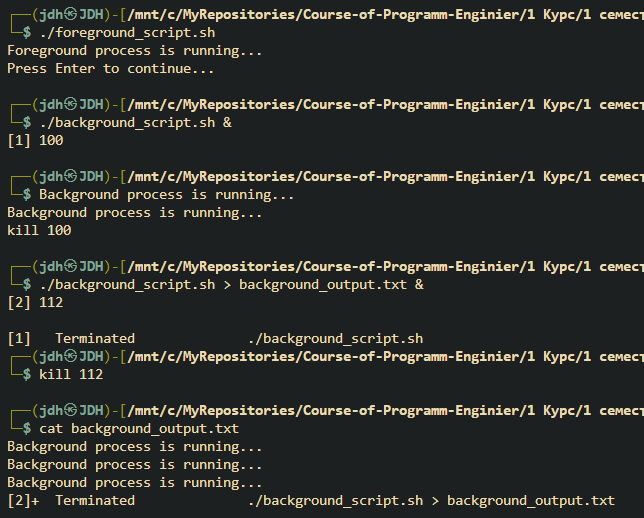 ┌──(jdh㉿JDH)-[/mnt/c/MyRepositories/Course-of-Programm-Enginier/1 Курс/1 семест
└─$ ./foreground_script.sh
Foreground process is running...
Press Enter to continue...
┌──(jdh㉿JDH)-[/mnt/c/MyRepositories/Course-of-Programm-Enginier/1 Курс/1 семест
└─$ ./background_script.sh &
[1] 100
┌──(jdh㉿JDH)-[/mnt/c/MyRepositories/Course-of-Programm-Enginier/1 Курс/1 семест
└─$ Background process is running...
Background process is running...
kill 100
┌──(jdh㉿JDH)-[/mnt/c/MyRepositories/Course-of-Programm-Enginier/1 Курс/1 семест
└─$ ./background_script.sh > background_output.txt &
[2] 112
[1]   Terminated              ./background_script.sh
┌──(jdh㉿JDH)-[/mnt/c/MyRepositories/Course-of-Programm-Enginier/1 Курс/1 семест
└─$ kill 112
┌──(jdh㉿JDH)-[/mnt/c/MyRepositories/Course-of-Programm-Enginier/1 Курс/1 семест
└─$ cat background_output.txt
Background process is running...
Background process is running...
Background process is running...
[2]+  Terminated              ./background_script.sh > background_output.txt